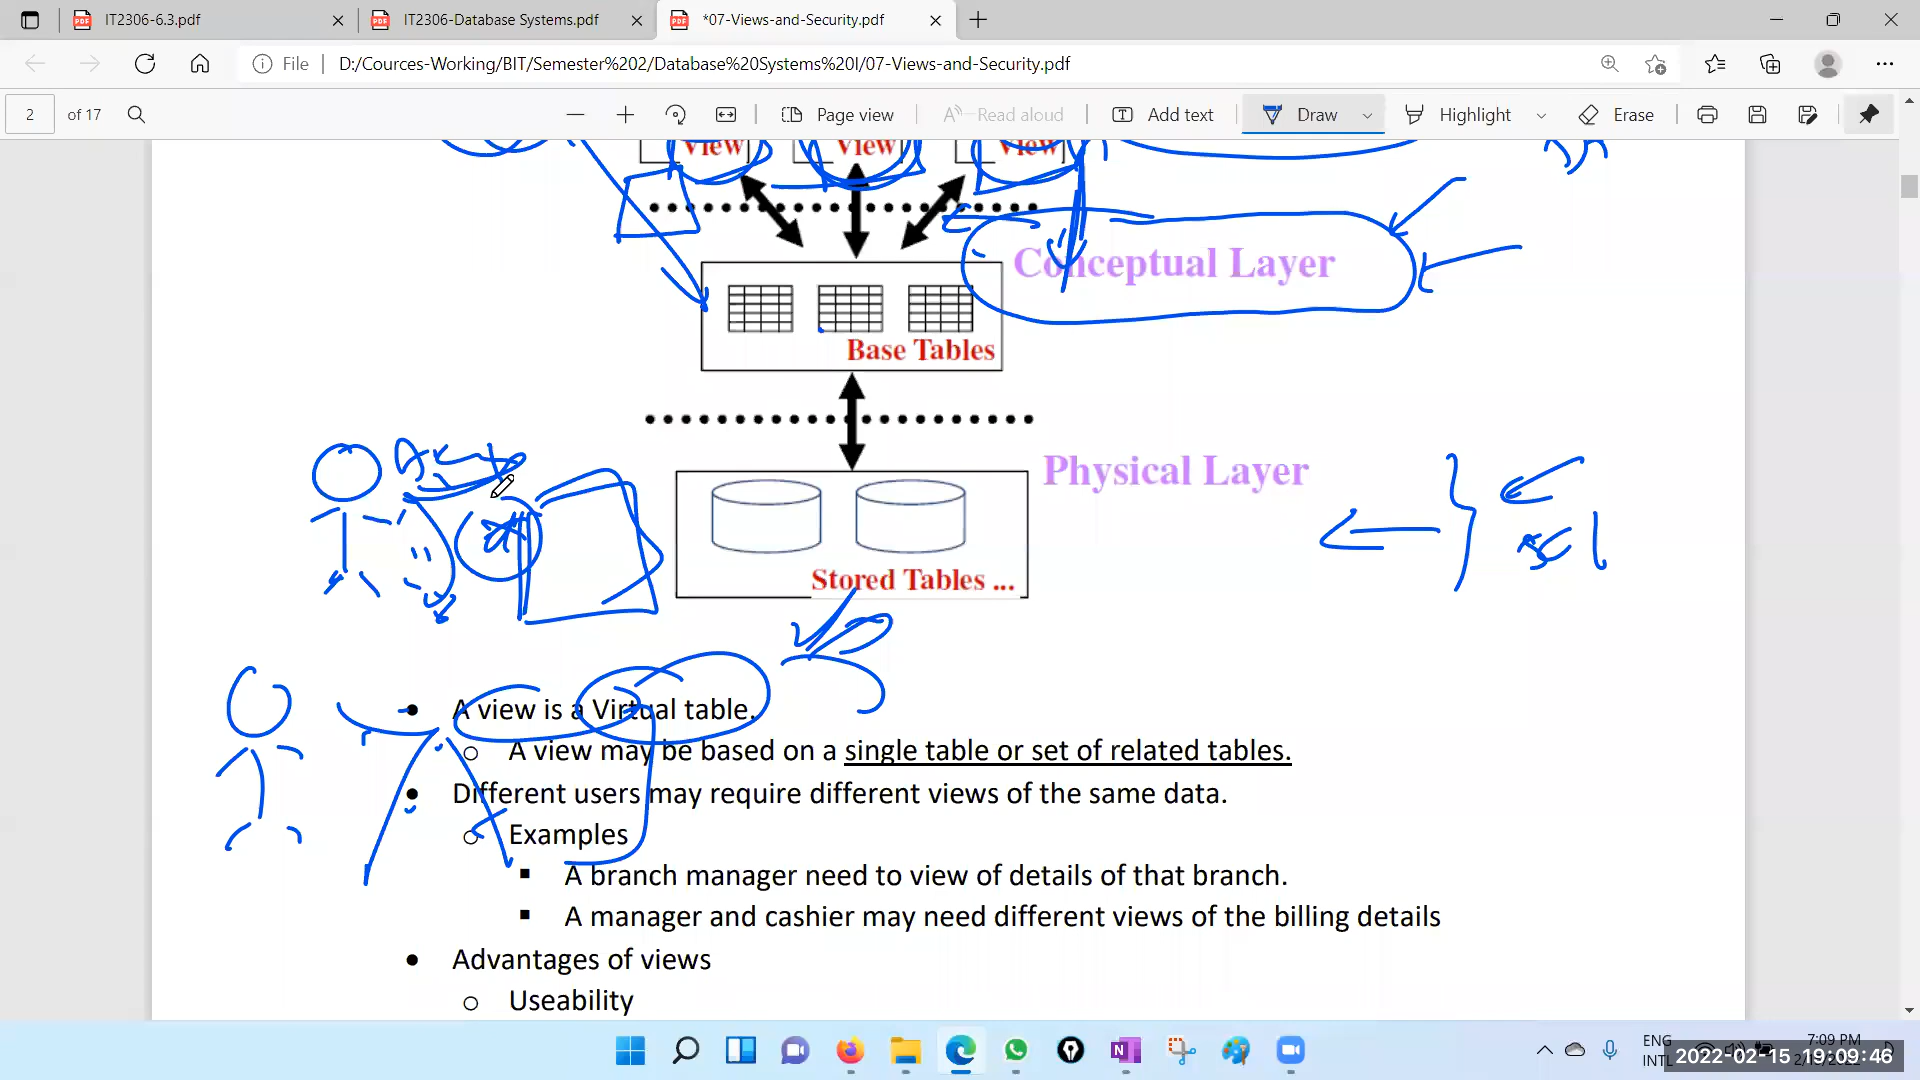 IT2306-6.3.pdf
IT2306-Database Systems.pdf
*07-Views-and-Security.pdf
File
D:/Cources-Working/BIT/Semester%202/Database%20Systems%20I/07-Views-and-Security.pdf
2 of 17
Page view
Read aloud
Add text
Draw
Highlight
Erase
View View View
Conceptual Layer
Base Tables
Physical Layer
Stored Tables ...
• A view is a Virtual table.
o A view may be based on a single table or set of related tables.
• Different users may require different views of the same data.
o Examples
▪ A branch manager need to view of details of that branch.
▪ A manager and cashier may need different views of the billing details
• Advantages of views
o Useability
ENG
INTL
7:09 PM
2022-02-15 19:09:46